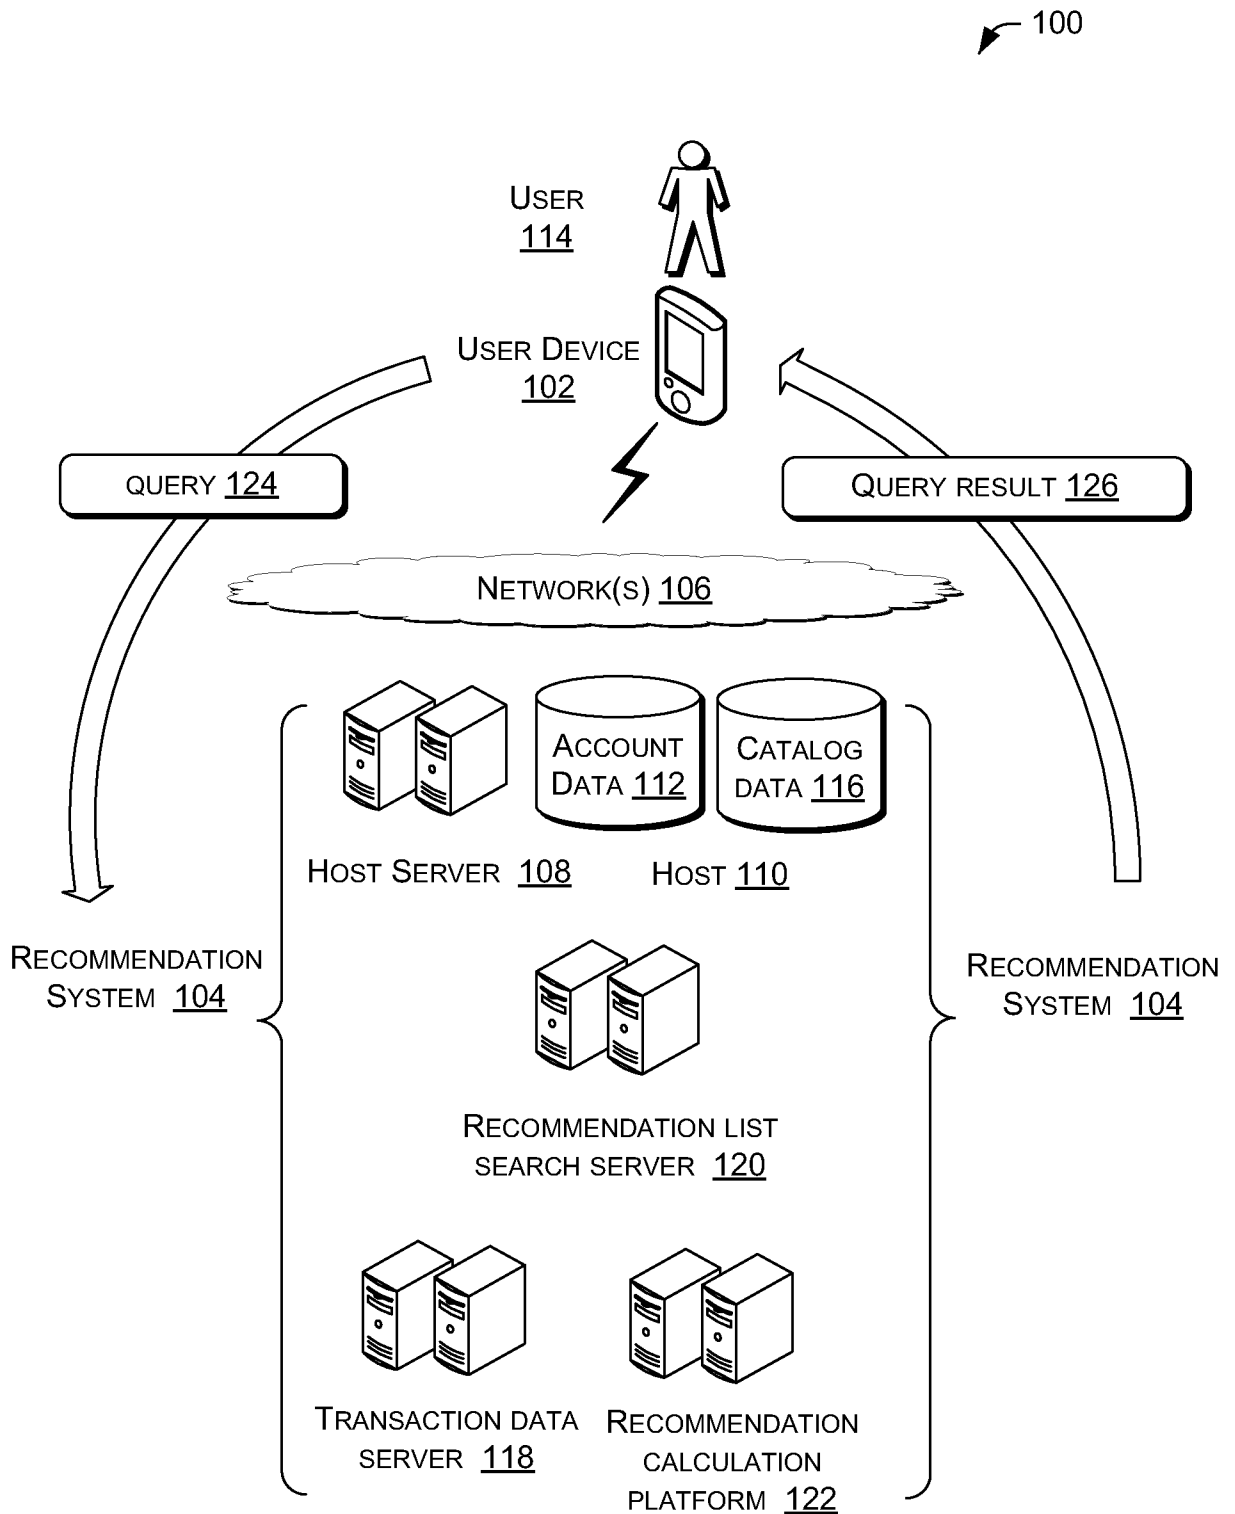 100
User
114
User Device
102
query 124
Query result 126
Network(s) 106
Account
Data 112
Catalog
data 116
Host Server 108
Host 110
Recommendation
System 104
Recommendation
System 104
Recommendation list
search server 120
Transaction data
server 118
Recommendation
calculation
platform 122